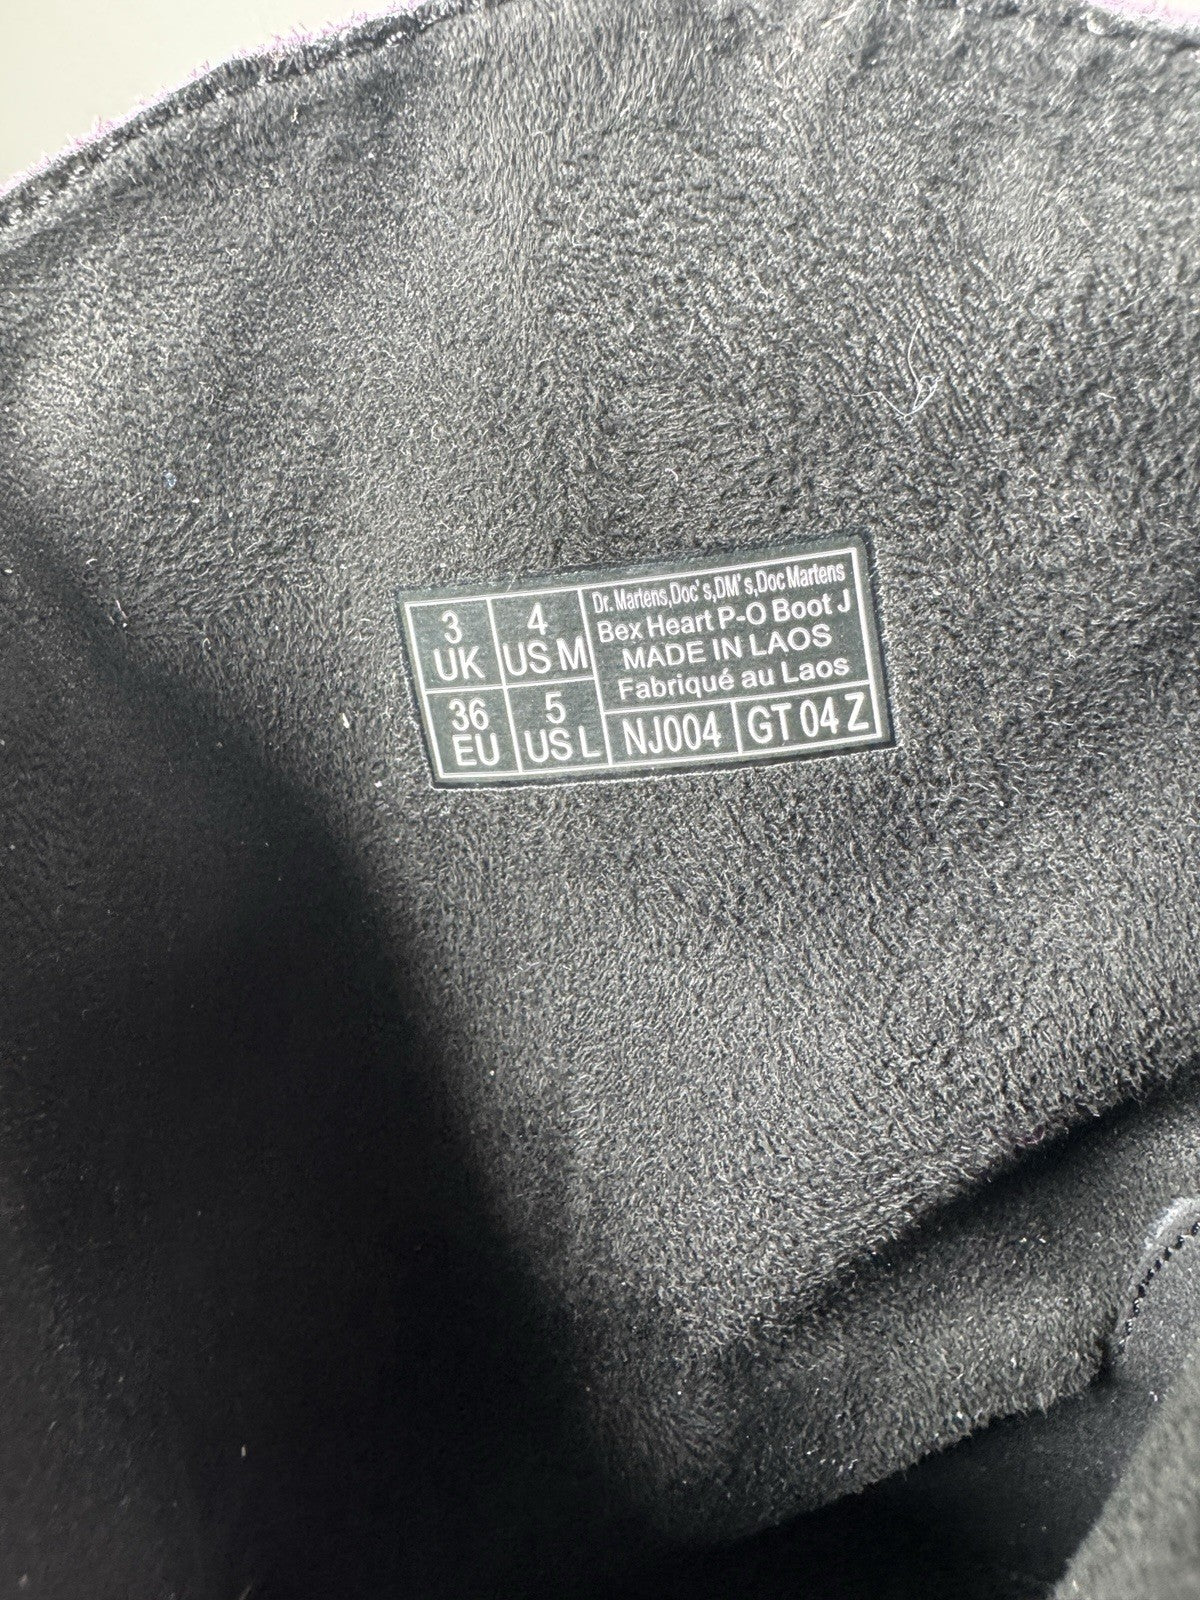 3
UK
4
US M
36
EU
5
US L
Dr. Martens,Doc's,DM's,Doc Martens
Bex Heart P-O Boot J
MADE IN LAOS
Fabriqué au Laos
NJ004
GT 04 Z